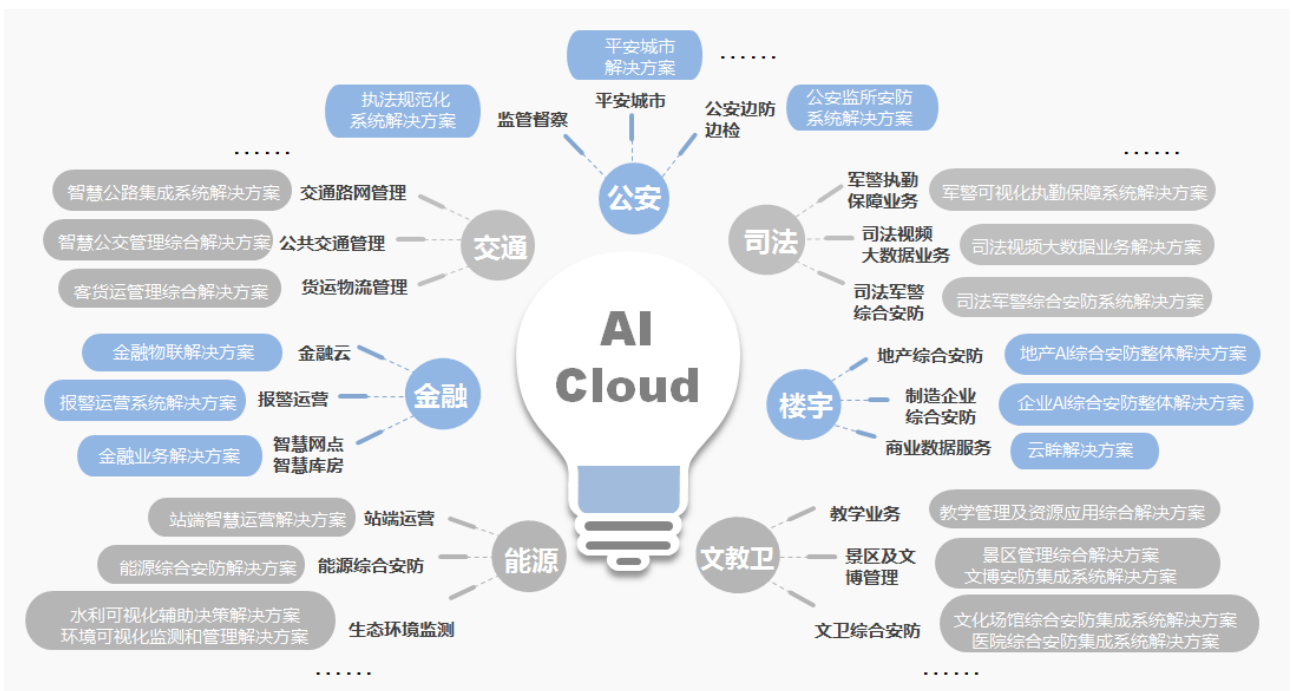 平安城市
解决方案
······
执法规范化
系统解决方案
监管督察
平安城市
公安边防
边检
公安监所安防
系统解决方案
公安
······
智慧公路集成系统解决方案
交通路网管理
智慧公交管理综合解决方案
公共交通管理
客货运管理综合解决方案
货运物流管理
交通
······
司法
军警执勤
保障业务
军警可视化执勤保障系统解决方案
司法视频
大数据业务
司法视频大数据业务解决方案
司法军警
综合安防
司法军警综合安防系统解决方案
AI
Cloud
金融物联解决方案
金融云
报警运营系统解决方案
报警运营
金融业务解决方案
智慧网点
智慧库房
金融
楼宇
地产综合安防
地产AI综合安防整体解决方案
制造企业
综合安防
企业AI综合安防整体解决方案
商业数据服务
云眸解决方案
站端智慧运营解决方案
站端运营
能源综合安防解决方案
能源综合安防
水利可视化辅助决策解决方案
环境可视化监测和管理解决方案
生态环境监测
能源
······
文教卫
教学业务
教学管理及资源应用综合解决方案
景区及文
博管理
景区管理综合解决方案
文博安防集成系统解决方案
文卫综合安防
文化场馆综合安防集成系统解决方案
医院综合安防集成系统解决方案
······